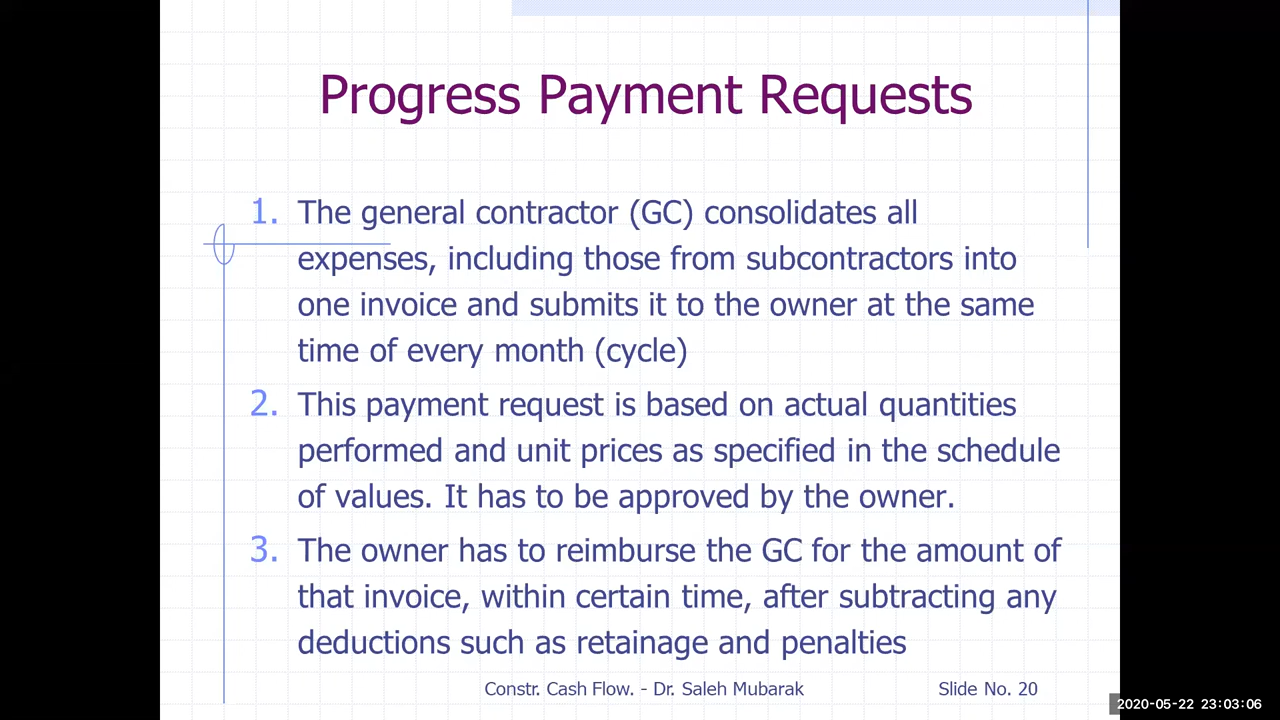 Progress Payment Requests
1. The general contractor (GC) consolidates all
expenses, including those from subcontractors into
one invoice and submits it to the owner at the same
time of every month (cycle)
2. This payment request is based on actual quantities
performed and unit prices as specified in the schedule
of values. It has to be approved by the owner.
3. The owner has to reimburse the GC for the amount of
that invoice, within certain time, after subtracting any
deductions such as retainage and penalties
Constr. Cash Flow. - Dr. Saleh Mubarak
Slide No. 20
2020-05-22 23:03:06